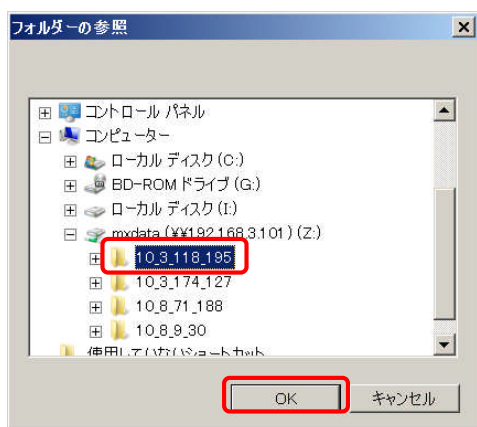 フォルダーの参照
コントロール パネル
コンピューター
ローカル ディスク (C:)
BD-ROM ドライブ (G:)
ローカル ディスク (I:)
mxdata (¥¥192.168.3.101) (Z:)
10_3_118_195
10_3_174_127
10_8_71_188
10_8_9_30
使用していないショートカット
OK
キャンセル